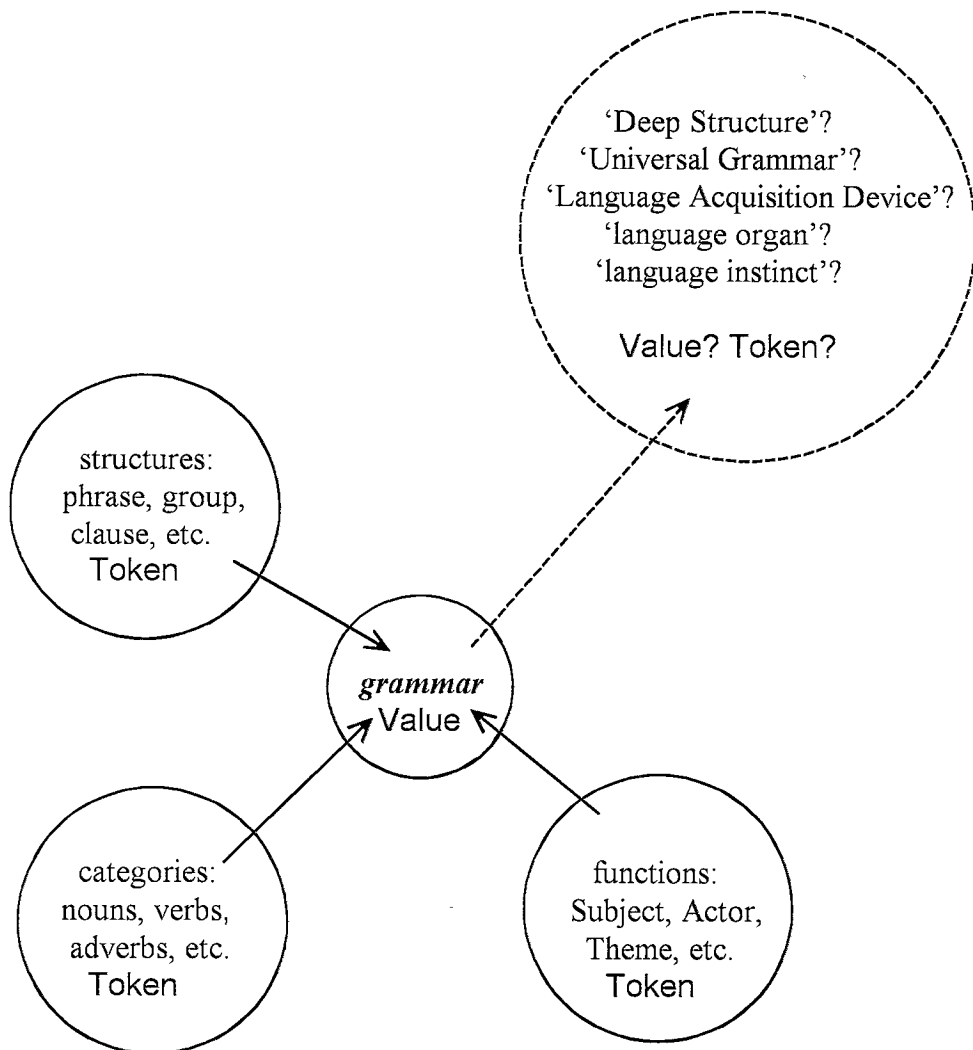 ‘Deep Structure’?
‘Universal Grammar’?
‘Language Acquisition Device’?
‘language organ’?
‘language instinct’?
Value? Token?
structures:
phrase, group,
clause, etc.
Token
grammar
Value
categories:
nouns, verbs,
adverbs, etc.
Token
functions:
Subject, Actor,
Theme, etc.
Token